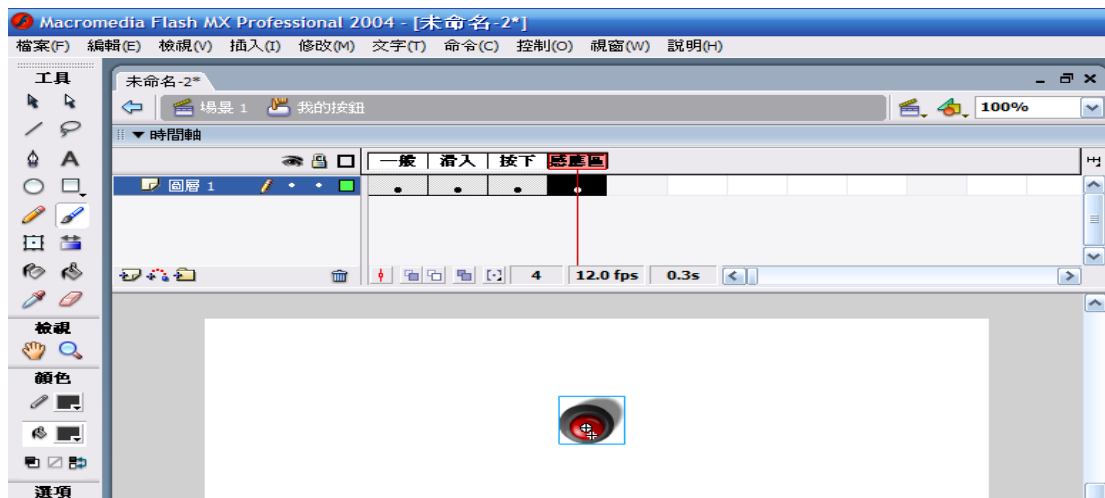 Macromedia Flash MX Professional 2004 - [未命名-2*]
檔案(F) 編輯(E) 檢視(V) 插入(I) 修改(M) 文字(T) 命令(C) 控制(O) 視窗(W) 說明(H)
工具
未命名-2*
場景 1 我的按鈕 100%
時間軸
一般 滑入 按下 感應區
圖層 1
4 12.0 fps 0.3s
檢視
顏色
選項